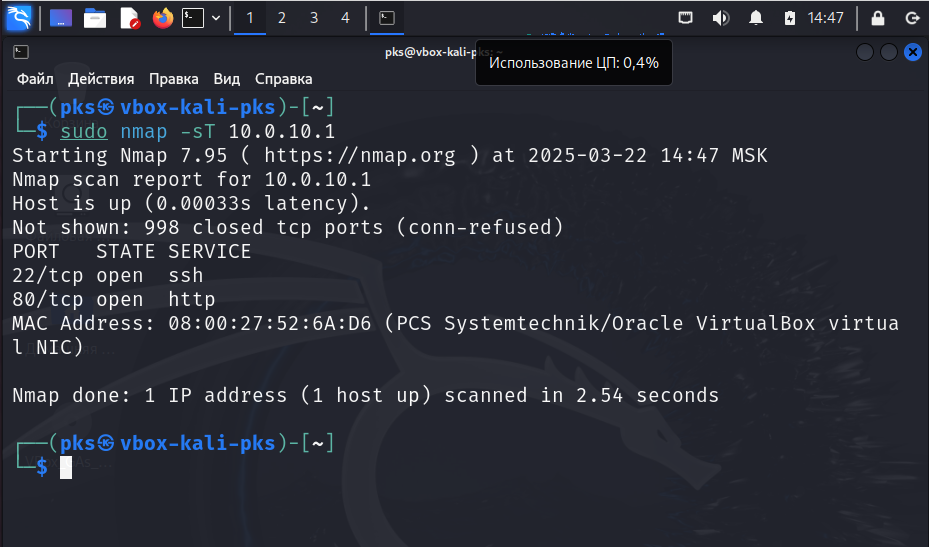 1 2 3 4 14:47
pks@vbox-kali-pks: ~
Использование ЦП: 0,4%
Файл Действия Правка Вид Справка
┌──(pks㉿vbox-kali-pks)-[~]
└─$ sudo nmap -sT 10.0.10.1
Starting Nmap 7.95 ( https://nmap.org ) at 2025-03-22 14:47 MSK
Nmap scan report for 10.0.10.1
Host is up (0.00033s latency).
Not shown: 998 closed tcp ports (conn-refused)
PORT   STATE SERVICE
22/tcp open  ssh
80/tcp open  http
MAC Address: 08:00:27:52:6A:D6 (PCS Systemtechnik/Oracle VirtualBox virtua
l NIC)
Nmap done: 1 IP address (1 host up) scanned in 2.54 seconds
┌──(pks㉿vbox-kali-pks)-[~]
└─$